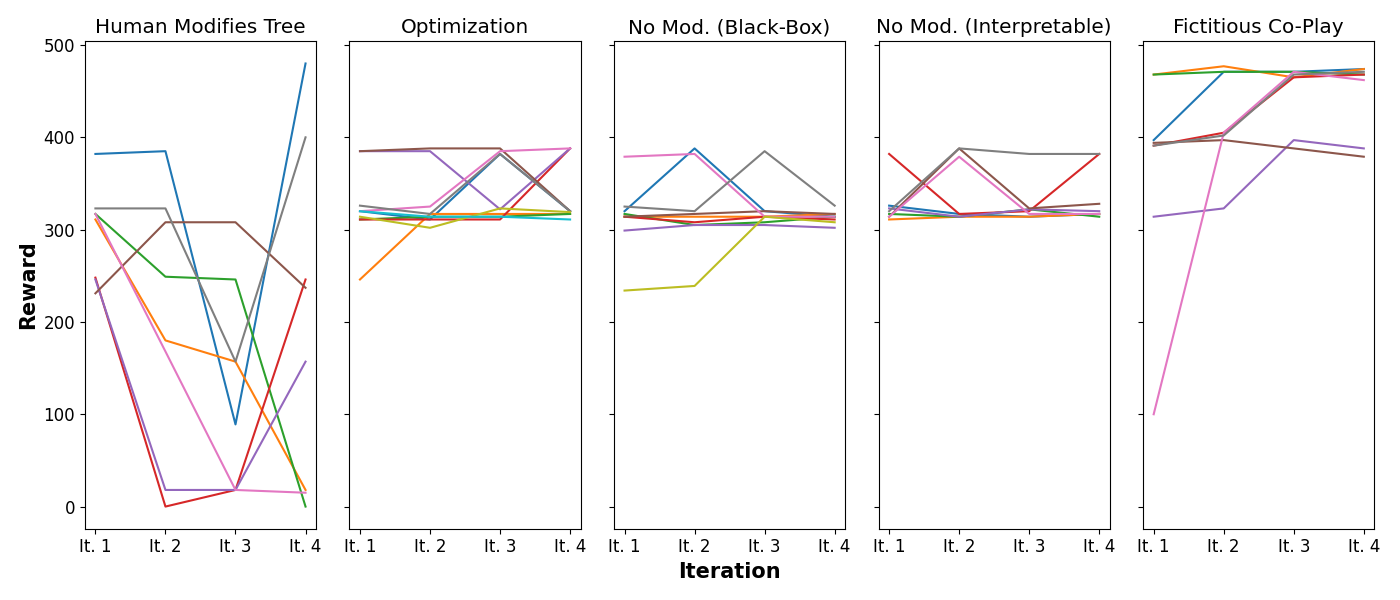 Human Modifies Tree
Optimization
No Mod. (Black-Box)
No Mod. (Interpretable)
Fictitious Co-Play
500
400
300
200
100
0
Reward
It. 1 It. 2 It. 3 It. 4
It. 1 It. 2 It. 3 It. 4
It. 1 It. 2 It. 3 It. 4
It. 1 It. 2 It. 3 It. 4
It. 1 It. 2 It. 3 It. 4
Iteration